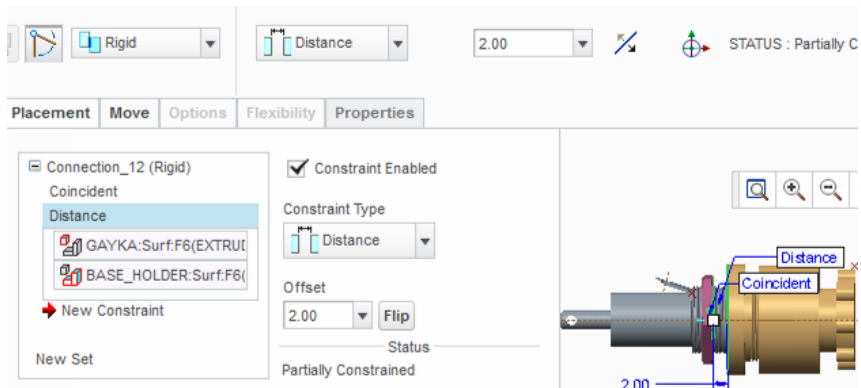 Rigid
Distance
2.00
STATUS : Partially C
Placement
Move
Options
Flexibility
Properties
Connection_12 (Rigid)
Coincident
Distance
GAYKA:Surf:F6(EXTRUI
BASE_HOLDER:Surf:F6(
New Constraint
New Set
Constraint Enabled
Constraint Type
Distance
Offset
2.00
Flip
Status
Partially Constrained
Distance
Coincident
2.00